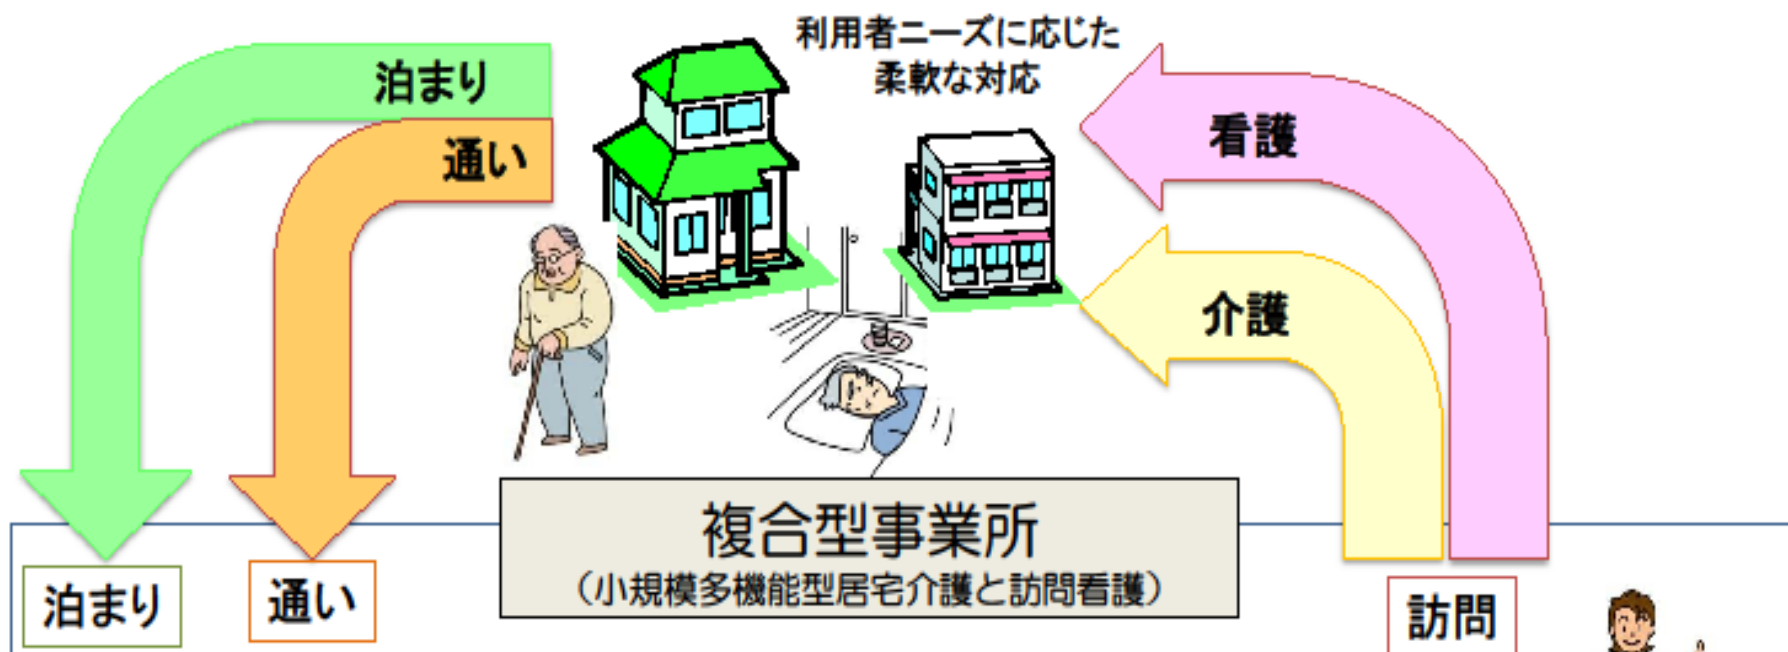 利用者ニーズに応じた
柔軟な対応
泊まり
通い
看護
介護
複合型事業所
（小規模多機能型居宅介護と訪問看護）
泊まり
通い
訪問